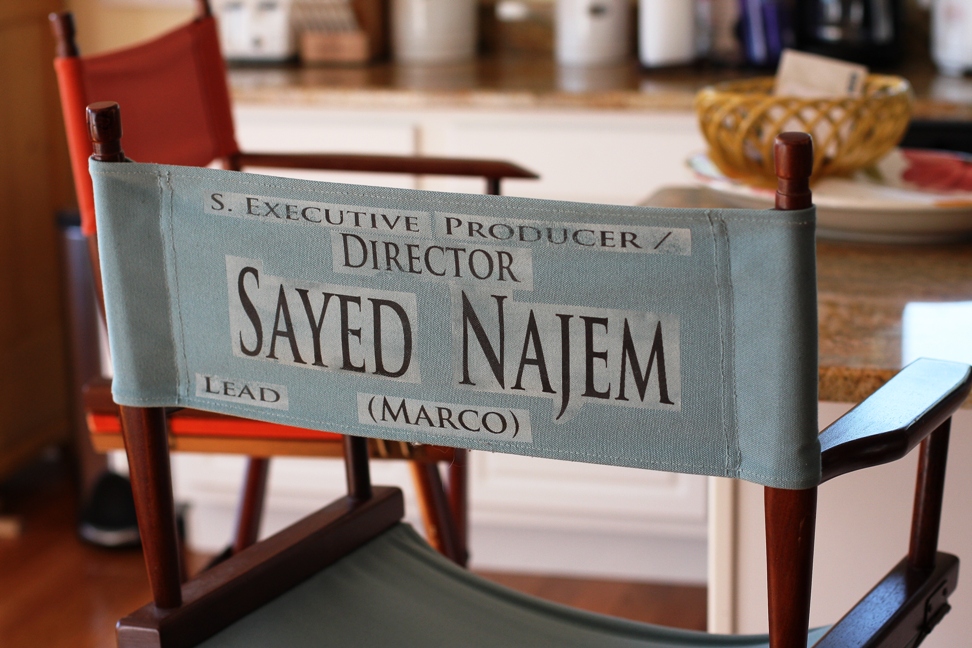 S. Executive Producer /
Director
Sayed Najem
Lead (Marco)